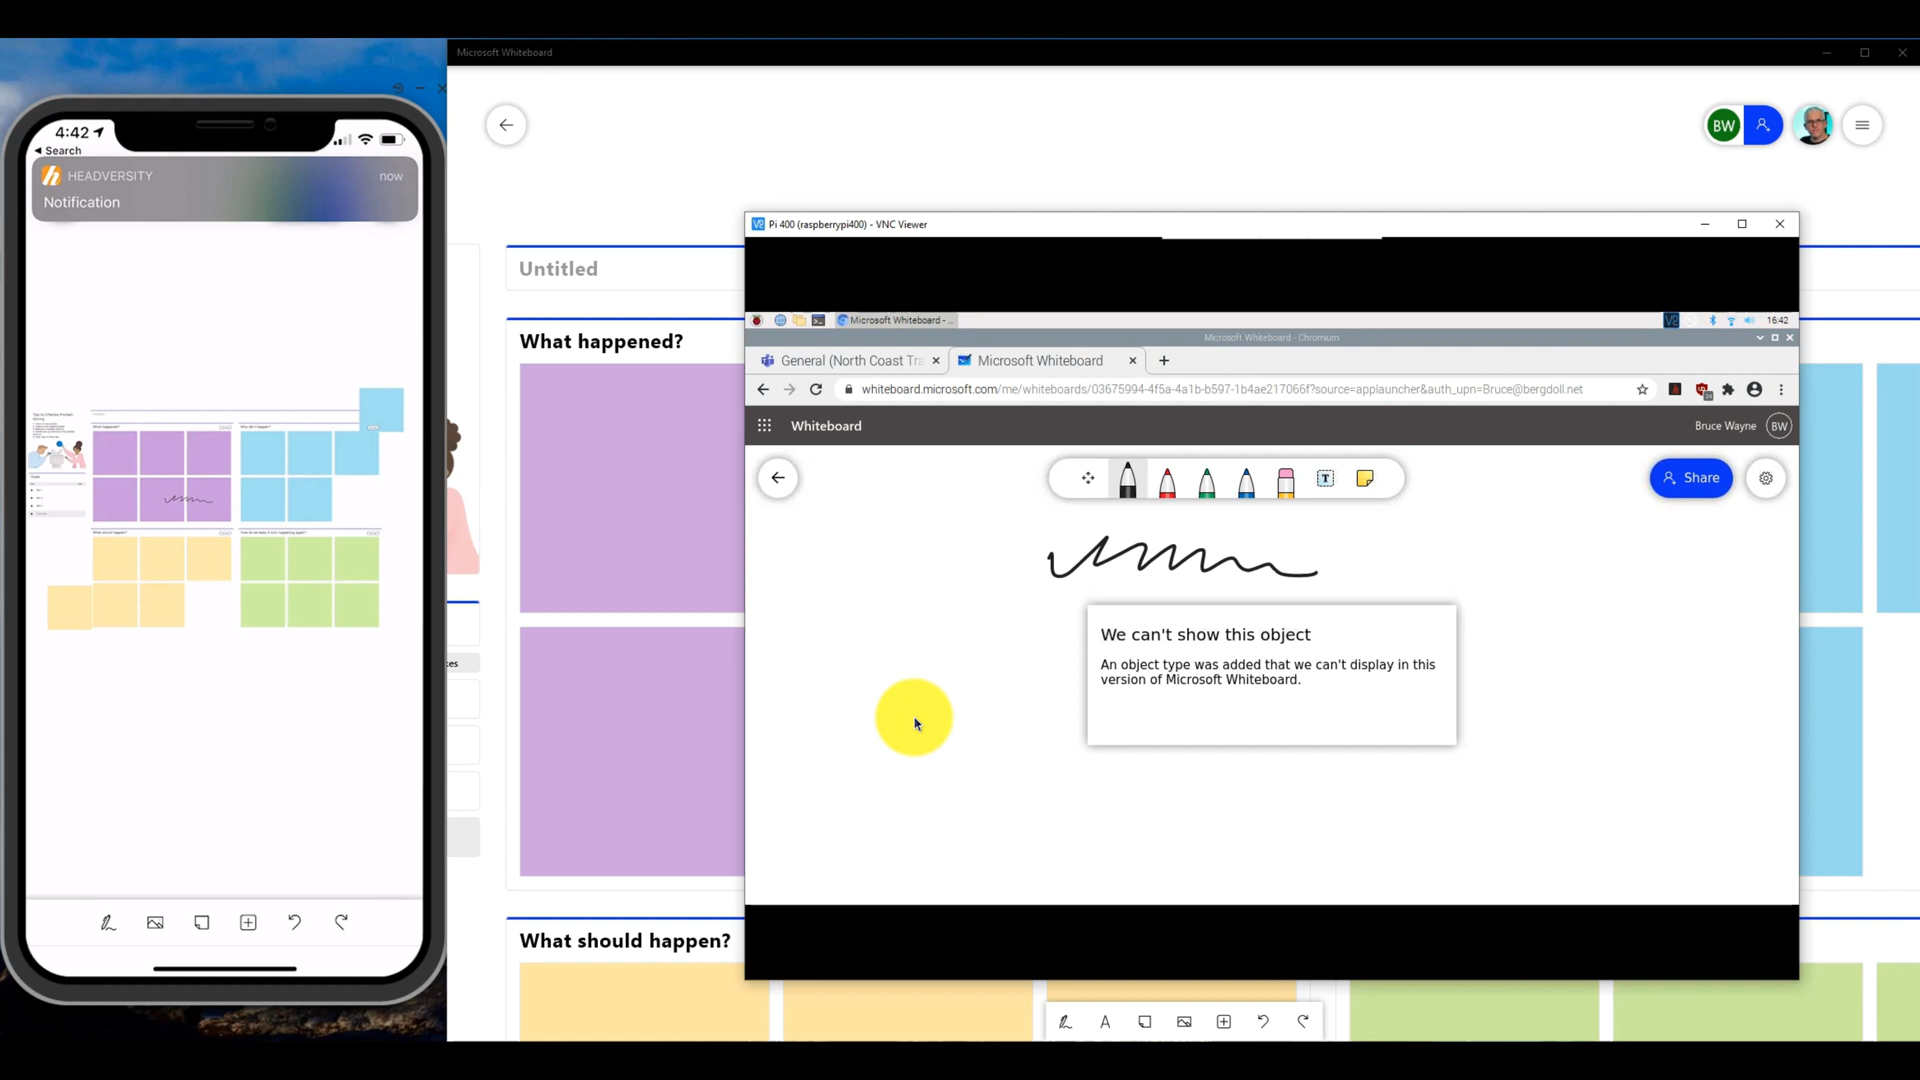 Microsoft Whiteboard
4:42
Search
HEADVERSITY
now
Notification
What happened?
BW
Untitled
What happened?
What should happen?
Pi 400 (raspberrypi400) - VNC Viewer
Microsoft Whiteboard - ...
16:42
Microsoft Whiteboard - Chromium
General (North Coast Tra
Microsoft Whiteboard
whiteboard.microsoft.com/me/whiteboards/03675994-4f5a-4a1b-b597-1b4ae217066f?source=applauncher&auth_upn=Bruce@bergdoll.net
Whiteboard
Bruce Wayne
BW
T
Share
We can't show this object
An object type was added that we can't display in this
version of Microsoft Whiteboard.